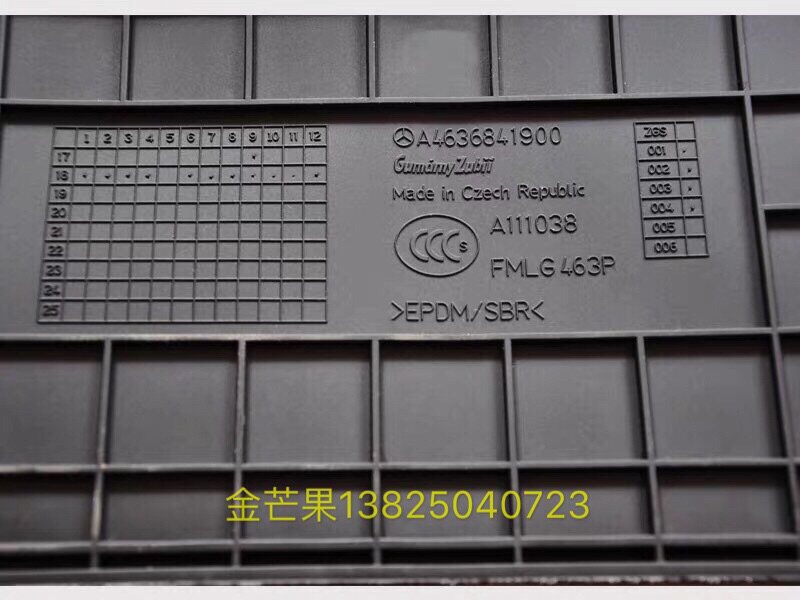 1 2 3 4 5 6 7 8 9 10 11 12
17
18
19
20
21
22
23
24
25
A4636841900
GumárnyZubří
Made in Czech Republic
CCC S
A111038
FMLG 463P
>EPDM/SBR<
ZGS
001
002
003
004
005
006
金芒果13825040723